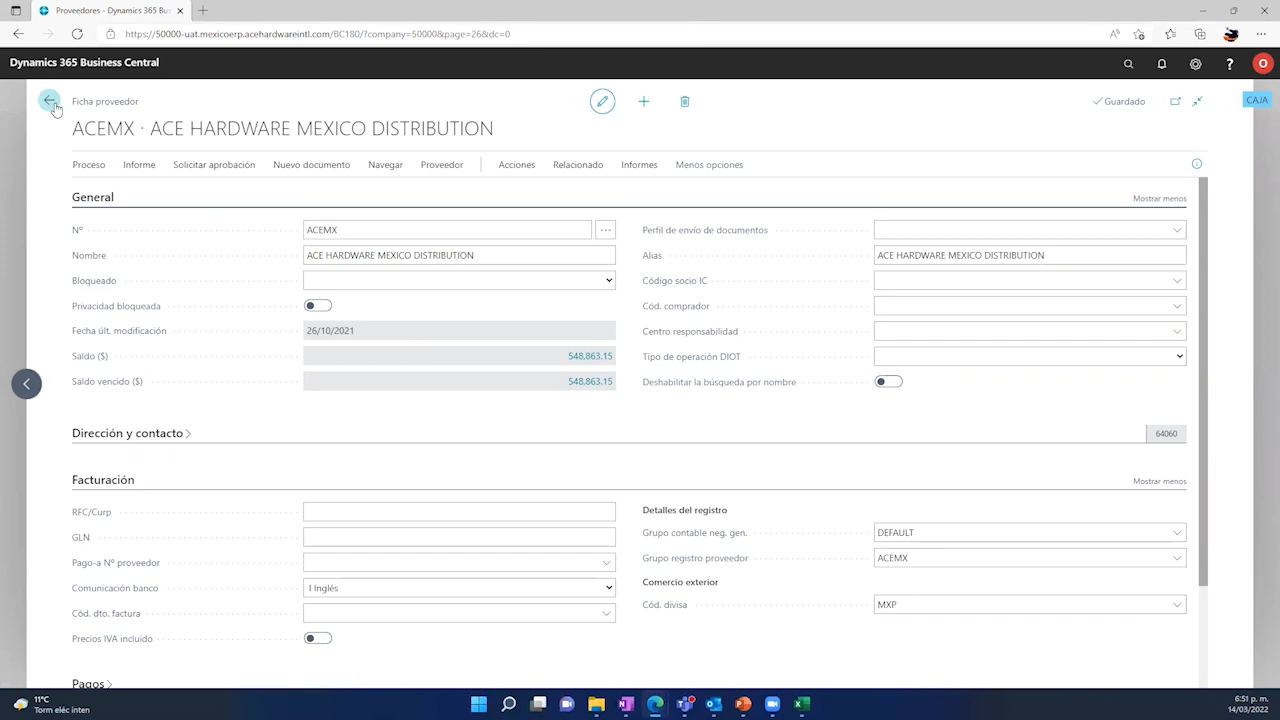 Proveedores - Dynamics 365 Bu
https://50000-uat.mexicoerp.acehardwareintl.com/BC180/?company=50000&page=26&dc=0
Dynamics 365 Business Central
O
Ficha proveedor
Guardado
CAJA
ACEMX · ACE HARDWARE MEXICO DISTRIBUTION
Proceso Informe Solicitar aprobación Nuevo documento Navegar Proveedor Acciones Relacionado Informes Menos opciones
General
Mostrar menos
Nº ACEMX
Perfil de envío de documentos
Nombre ACE HARDWARE MEXICO DISTRIBUTION
Alias ACE HARDWARE MEXICO DISTRIBUTION
Bloqueado
Código socio IC
Privacidad bloqueada
Cód. comprador
Fecha últ. modificación 26/10/2021
Centro responsabilidad
Saldo ($) 548,863.15
Tipo de operación DIOT
Saldo vencido ($) 548,863.15
Deshabilitar la búsqueda por nombre
Dirección y contacto
64060
Facturación
Mostrar menos
RFC/Curp
Detalles del registro
GLN
Grupo contable neg. gen. DEFAULT
Pago-a Nº proveedor
Grupo registro proveedor ACEMX
Comunicación banco I Inglés
Comercio exterior
Cód. dto. factura
Cód. divisa MXP
Precios IVA incluido
Pagos
11°C
Torm eléc inten
6:51 p. m.
14/03/2022